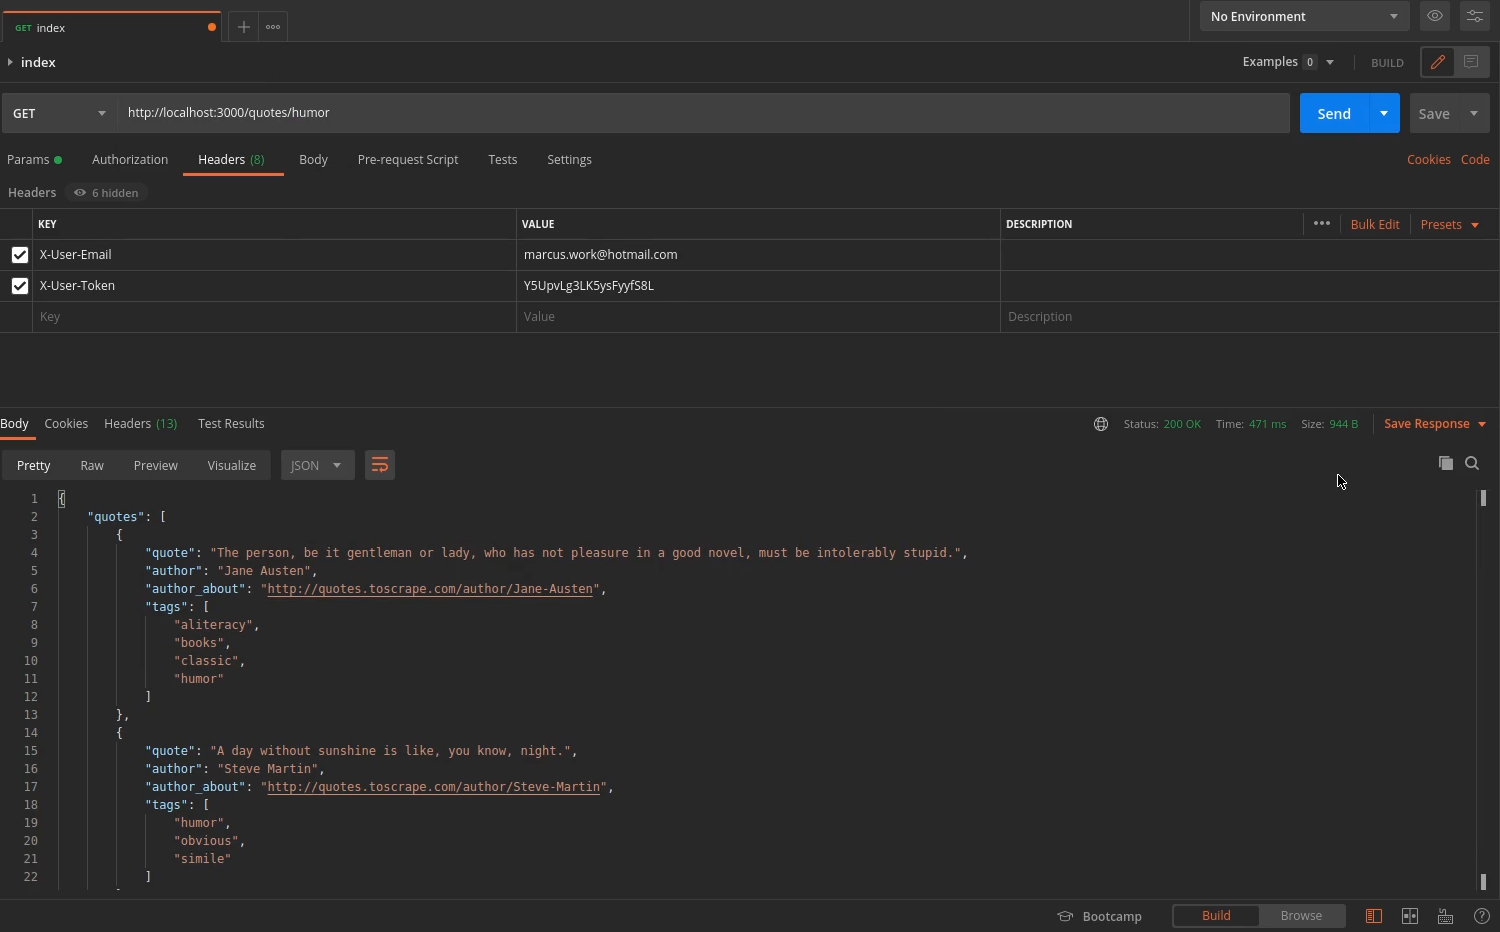 GET index
No Environment
index
Examples 0 BUILD
GET http://localhost:3000/quotes/humor Send Save
Params Authorization Headers (8) Body Pre-request Script Tests Settings Cookies Code
Headers 6 hidden
KEY VALUE DESCRIPTION ••• Bulk Edit Presets
X-User-Email marcus.work@hotmail.com
X-User-Token Y5UpvLg3LK5ysFyyfS8L
Key Value Description
Body Cookies Headers (13) Test Results Status: 200 OK Time: 471 ms Size: 944 B Save Response
Pretty Raw Preview Visualize JSON
1 {
2 "quotes": [
3 {
4 "quote": "The person, be it gentleman or lady, who has not pleasure in a good novel, must be intolerably stupid.",
5 "author": "Jane Austen",
6 "author_about": "http://quotes.toscrape.com/author/Jane-Austen",
7 "tags": [
8 "aliteracy",
9 "books",
10 "classic",
11 "humor"
12 ]
13 },
14 {
15 "quote": "A day without sunshine is like, you know, night.",
16 "author": "Steve Martin",
17 "author_about": "http://quotes.toscrape.com/author/Steve-Martin",
18 "tags": [
19 "humor",
20 "obvious",
21 "simile"
22 ]
Bootcamp Build Browse